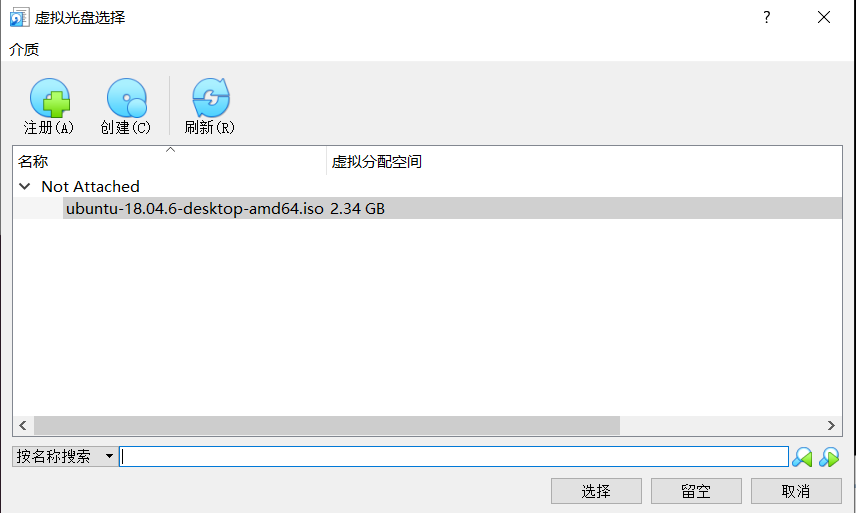 虚拟光盘选择
介质
注册(A) 创建(C) 刷新(R)
名称 虚拟分配空间
Not Attached
ubuntu-18.04.6-desktop-amd64.iso 2.34 GB
按名称搜索
选择 留空 取消